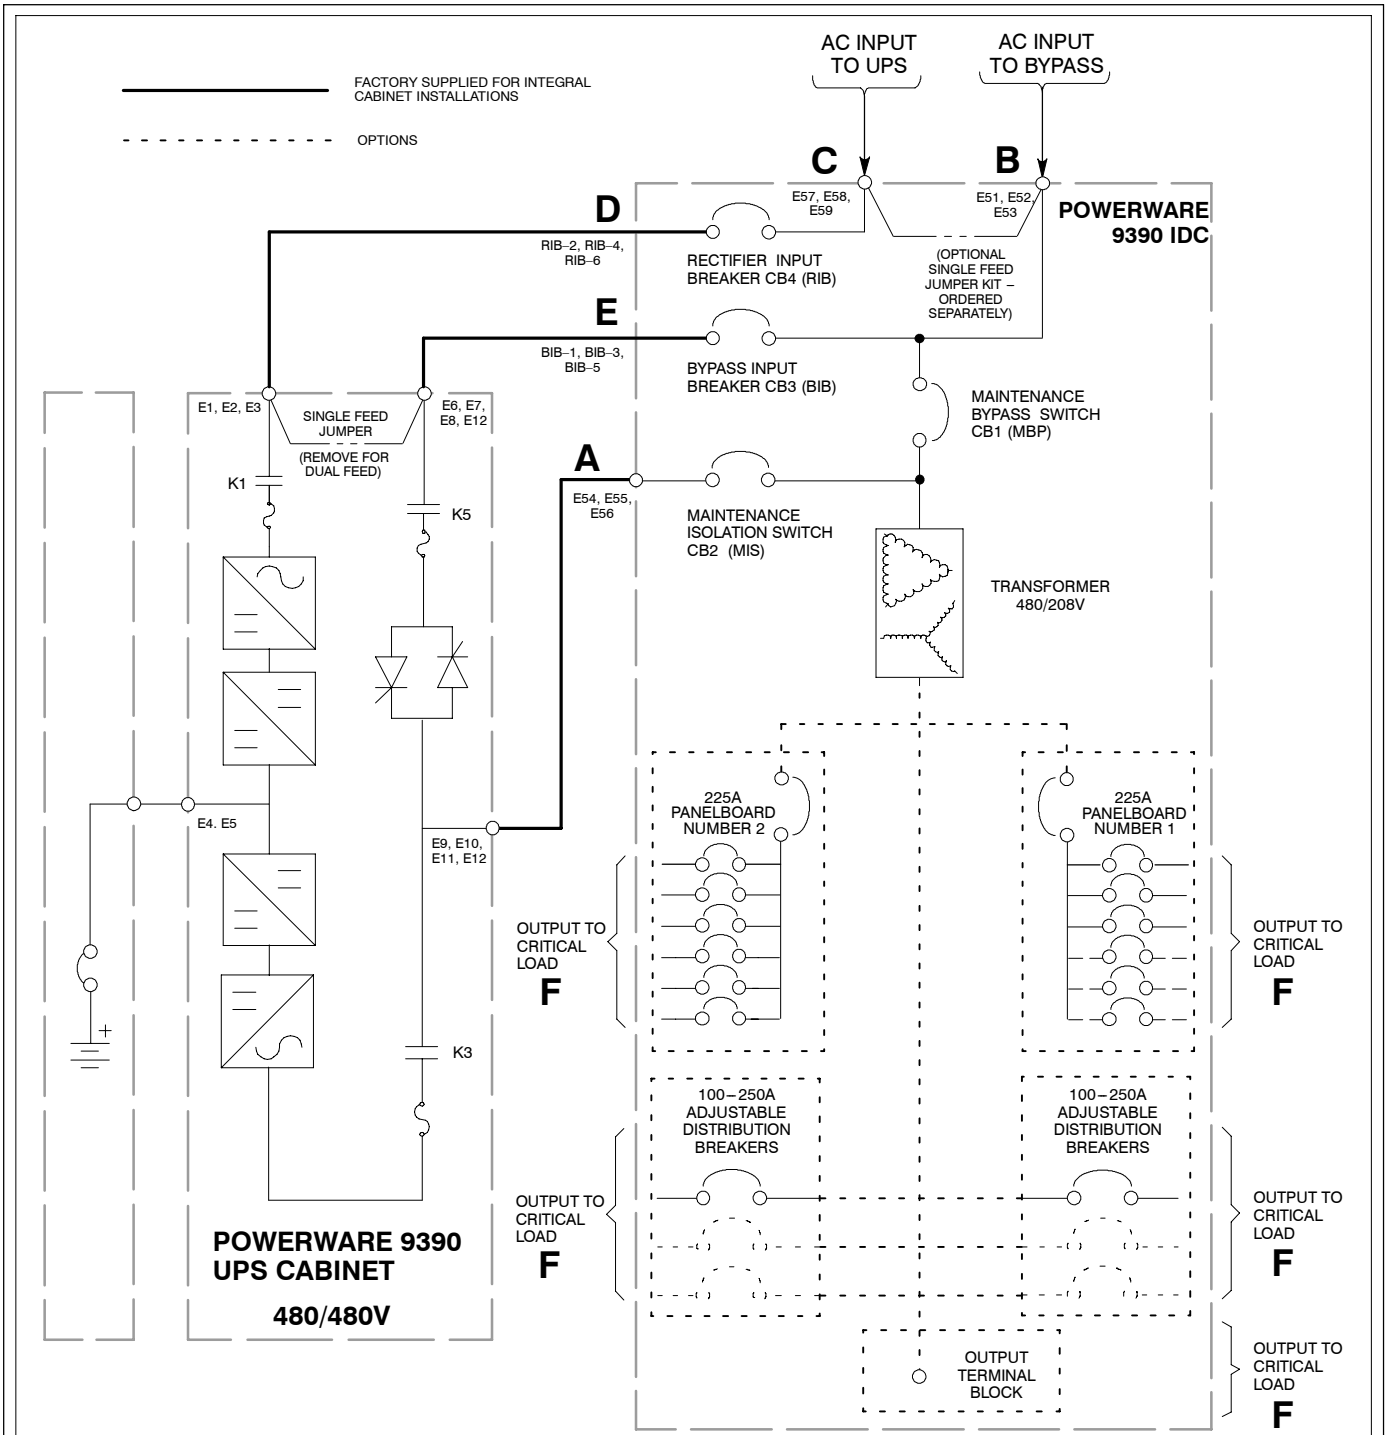 AC INPUT
TO UPS
AC INPUT
TO BYPASS
FACTORY SUPPLIED FOR INTEGRAL
CABINET INSTALLATIONS
OPTIONS
C
B
E57, E58,
E59
E51, E52,
E53
POWERWARE
9390 IDC
D
RIB–2, RIB–4,
RIB–6
RECTIFIER INPUT
BREAKER CB4 (RIB)
(OPTIONAL
SINGLE FEED
JUMPER KIT –
ORDERED
SEPARATELY)
E
BIB–1, BIB–3,
BIB–5
BYPASS INPUT
BREAKER CB3 (BIB)
MAINTENANCE
BYPASS SWITCH
CB1 (MBP)
E1, E2, E3
SINGLE FEED
JUMPER
(REMOVE FOR
DUAL FEED)
E6, E7,
E8, E12
K1
K5
A
E54, E55,
E56
MAINTENANCE
ISOLATION SWITCH
CB2 (MIS)
TRANSFORMER
480/208V
225A
PANELBOARD
NUMBER 2
225A
PANELBOARD
NUMBER 1
E4. E5
E9, E10,
E11, E12
OUTPUT TO
CRITICAL
LOAD
F
OUTPUT TO
CRITICAL
LOAD
F
+
K3
100–250A
ADJUSTABLE
DISTRIBUTION
BREAKERS
100–250A
ADJUSTABLE
DISTRIBUTION
BREAKERS
OUTPUT TO
CRITICAL
LOAD
F
OUTPUT TO
CRITICAL
LOAD
F
POWERWARE 9390
UPS CABINET
480/480V
OUTPUT
TERMINAL
BLOCK
OUTPUT TO
CRITICAL
LOAD
F